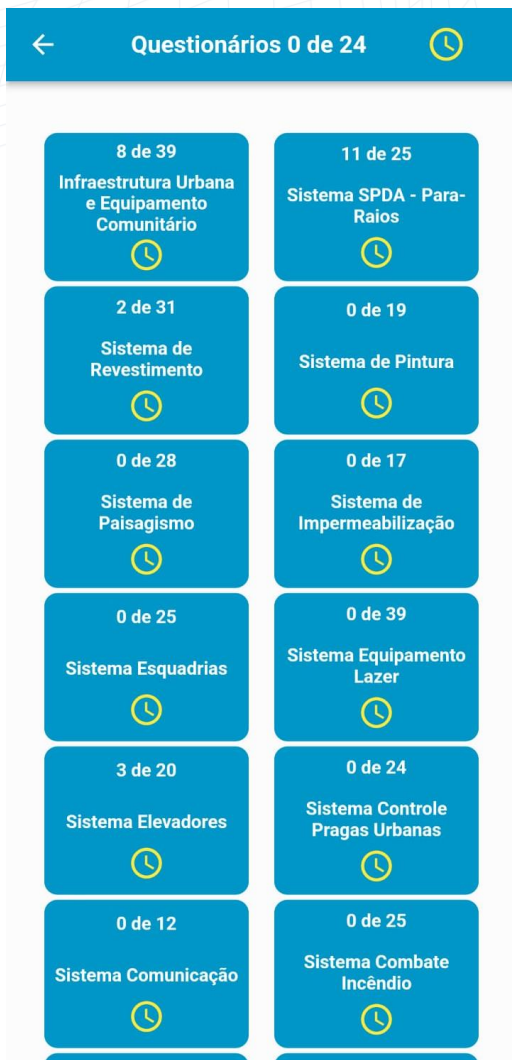 Questionários 0 de 24
8 de 39
Infraestrutura Urbana
e Equipamento
Comunitário
11 de 25
Sistema SPDA - Para-
Raios
2 de 31
Sistema de
Revestimento
0 de 19
Sistema de Pintura
0 de 28
Sistema de
Paisagismo
0 de 17
Sistema de
Impermeabilização
0 de 25
Sistema Esquadrias
0 de 39
Sistema Equipamento
Lazer
3 de 20
Sistema Elevadores
0 de 24
Sistema Controle
Pragas Urbanas
0 de 12
Sistema Comunicação
0 de 25
Sistema Combate
Incêndio